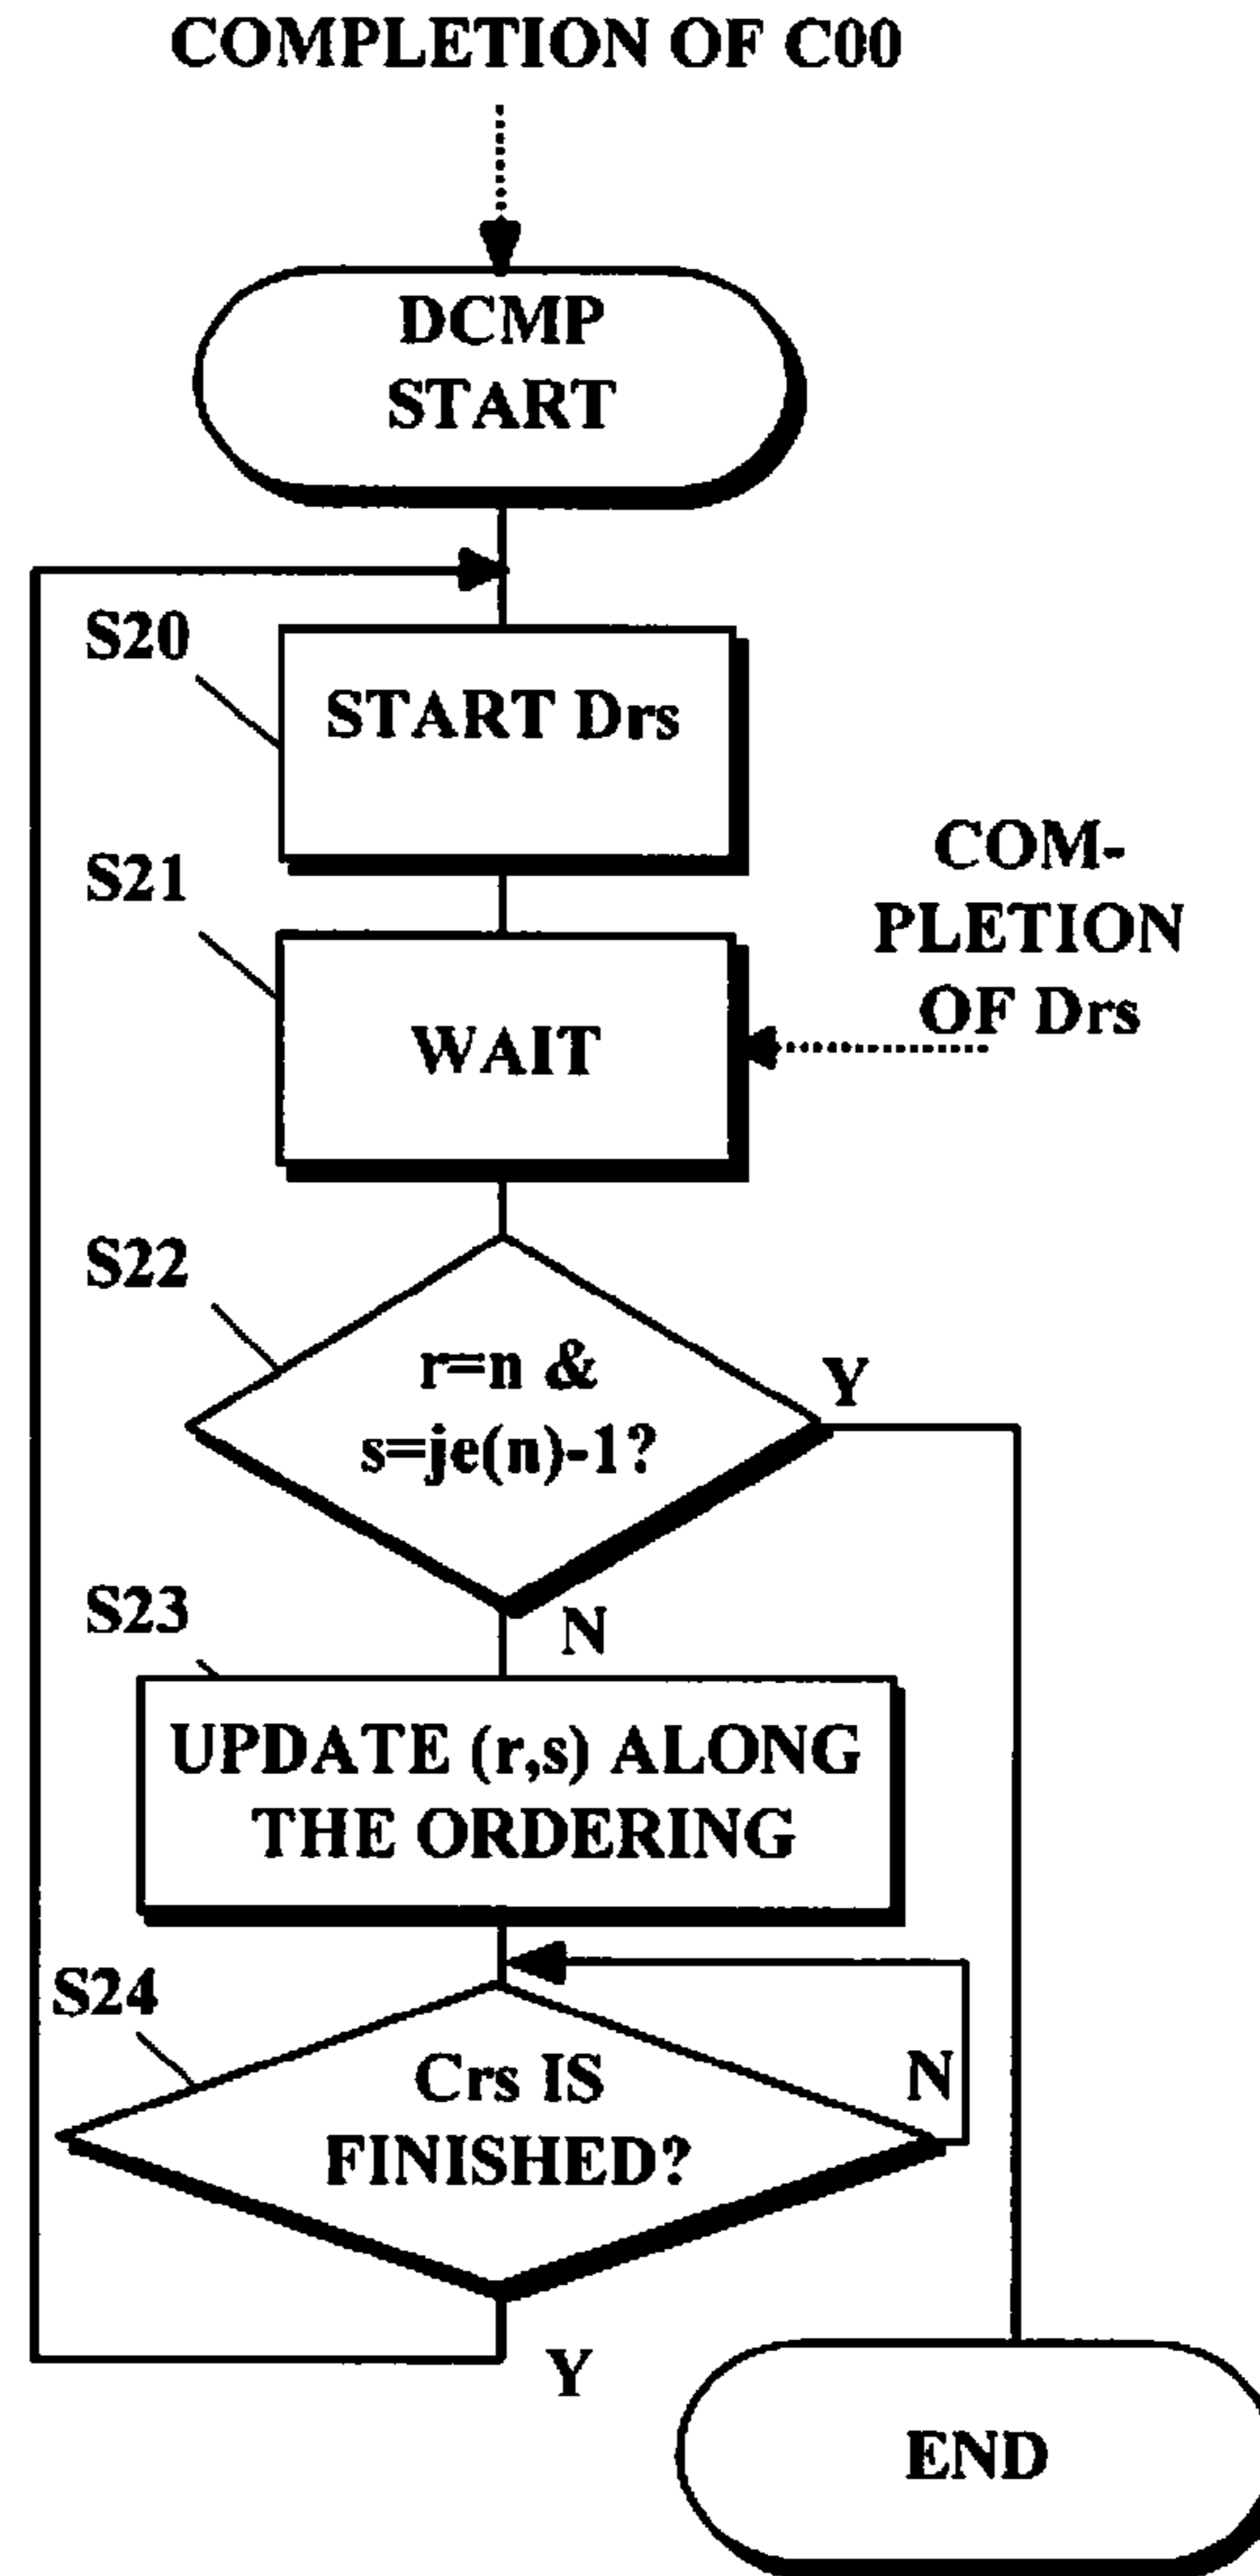 COMPLETION OF C00
DCMP
START
S20
START Drs
S21
COM-
PLETION
OF Drs
WAIT
S22
r=n &
s=je(n)-1?
Y
S23
N
UPDATE (r,s) ALONG
THE ORDERING
S24
Crs IS
FINISHED?
N
Y
END